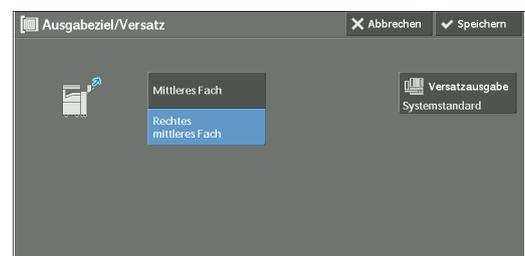 Ausgabeziel/Versatz
Abbrechen
Speichern
Mittleres Fach
Rechtes
mittleres Fach
Versatzausgabe
Systemstandard